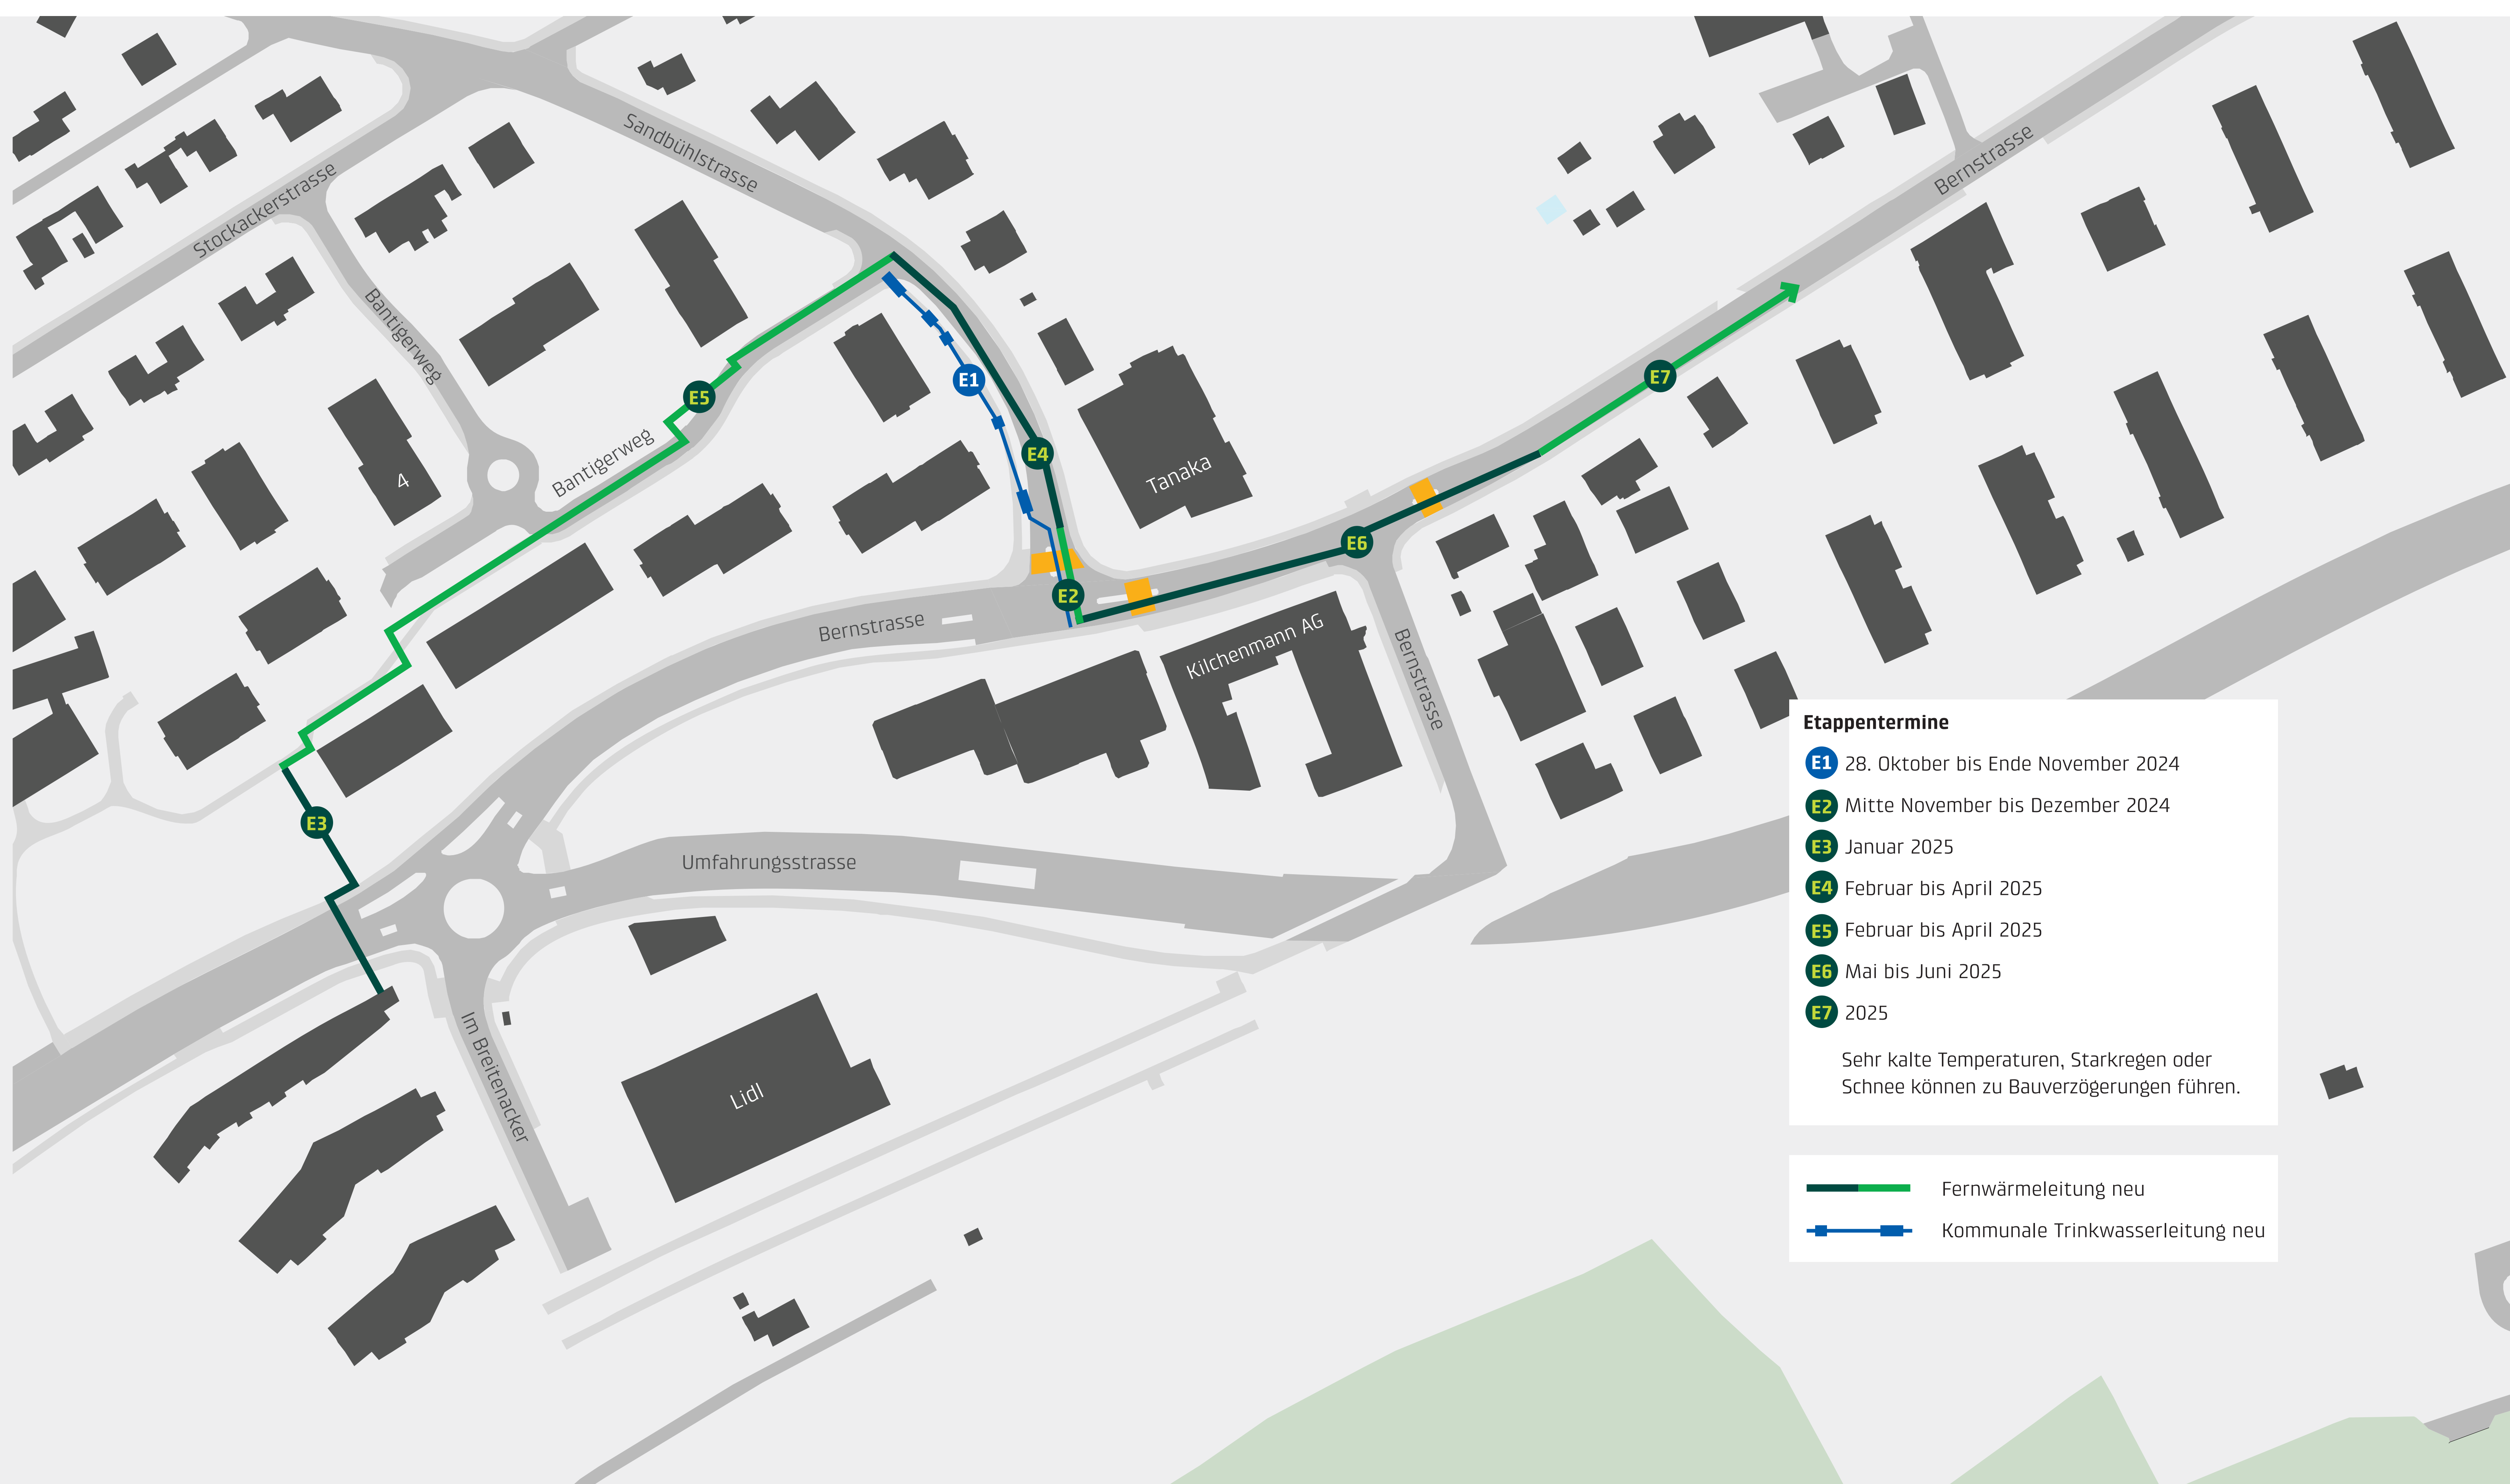 Sandbühlstrasse
Stockackerstrasse
Bernstrasse
Bantigerweg
E1
E7
E5
Bantigerweg
E4
Tanaka
4
E6
E2
Bernstrasse
Kilchenmann AG
Bernstrasse
E3
Umfahrungsstrasse
Im Breitenacker
Lidl
Etappentermine
E1 28. Oktober bis Ende November 2024
E2 Mitte November bis Dezember 2024
E3 Januar 2025
E4 Februar bis April 2025
E5 Februar bis April 2025
E6 Mai bis Juni 2025
E7 2025
Sehr kalte Temperaturen, Starkregen oder
Schnee können zu Bauverzögerungen führen.
Fernwärmeleitung neu
Kommunale Trinkwasserleitung neu